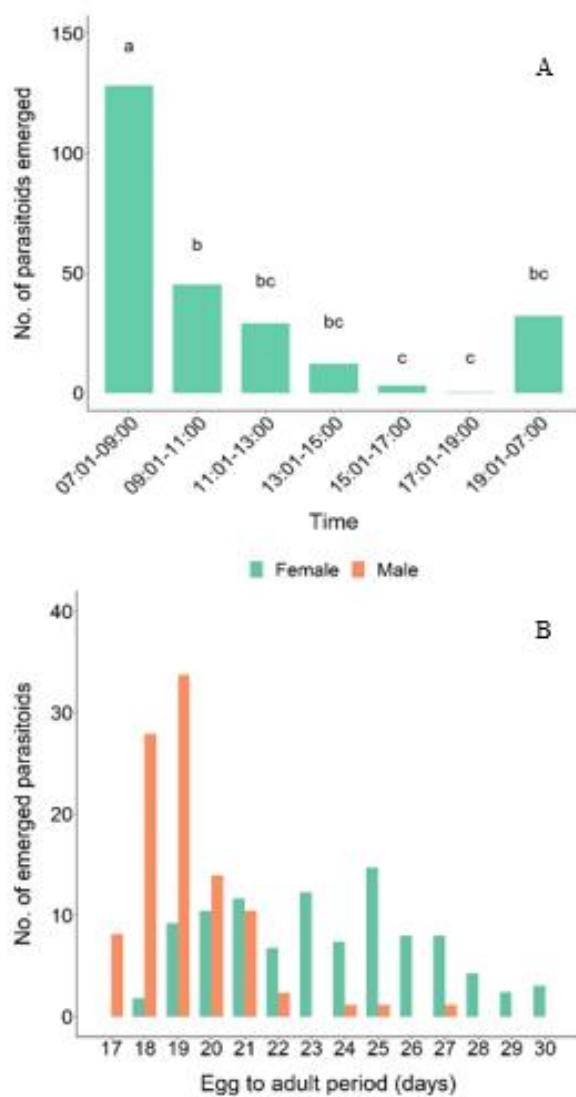 A
No. of parasitoids emerged
150
100
50
0
a
b
bc
bc
c
c
bc
07:01-09:00
09:01-11:00
11:01-13:00
13:01-15:00
15:01-17:00
17:01-19:00
19.01-07:00
Time
Female Male
B
No. of emerged parasitoids
40
30
20
10
0
17 18 19 20 21 22 23 24 25 26 27 28 29 30
Egg to adult period (days)